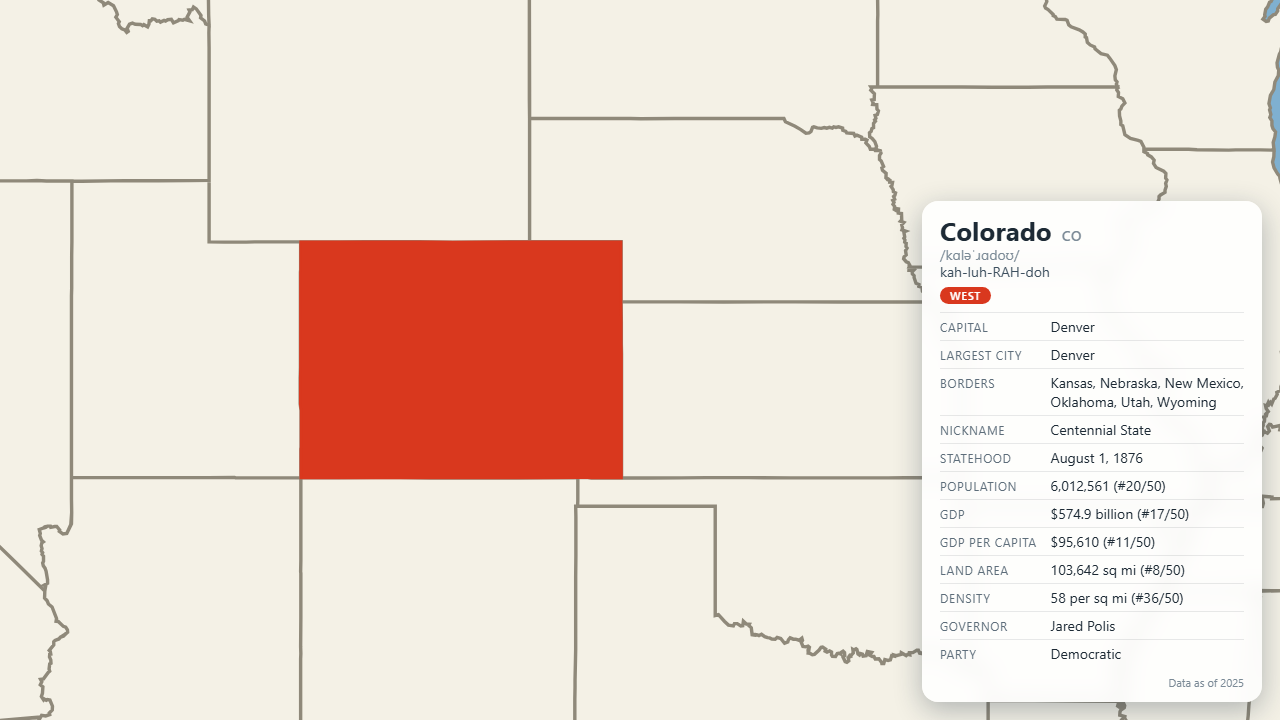 Colorado CO
/kɑləˈɹɑdoʊ/
kah-luh-RAH-doh
WEST
CAPITAL Denver
LARGEST CITY Denver
BORDERS Kansas, Nebraska, New Mexico,
Oklahoma, Utah, Wyoming
NICKNAME Centennial State
STATEHOOD August 1, 1876
POPULATION 6,012,561 (#20/50)
GDP $574.9 billion (#17/50)
GDP PER CAPITA $95,610 (#11/50)
LAND AREA 103,642 sq mi (#8/50)
DENSITY 58 per sq mi (#36/50)
GOVERNOR Jared Polis
PARTY Democratic
Data as of 2025